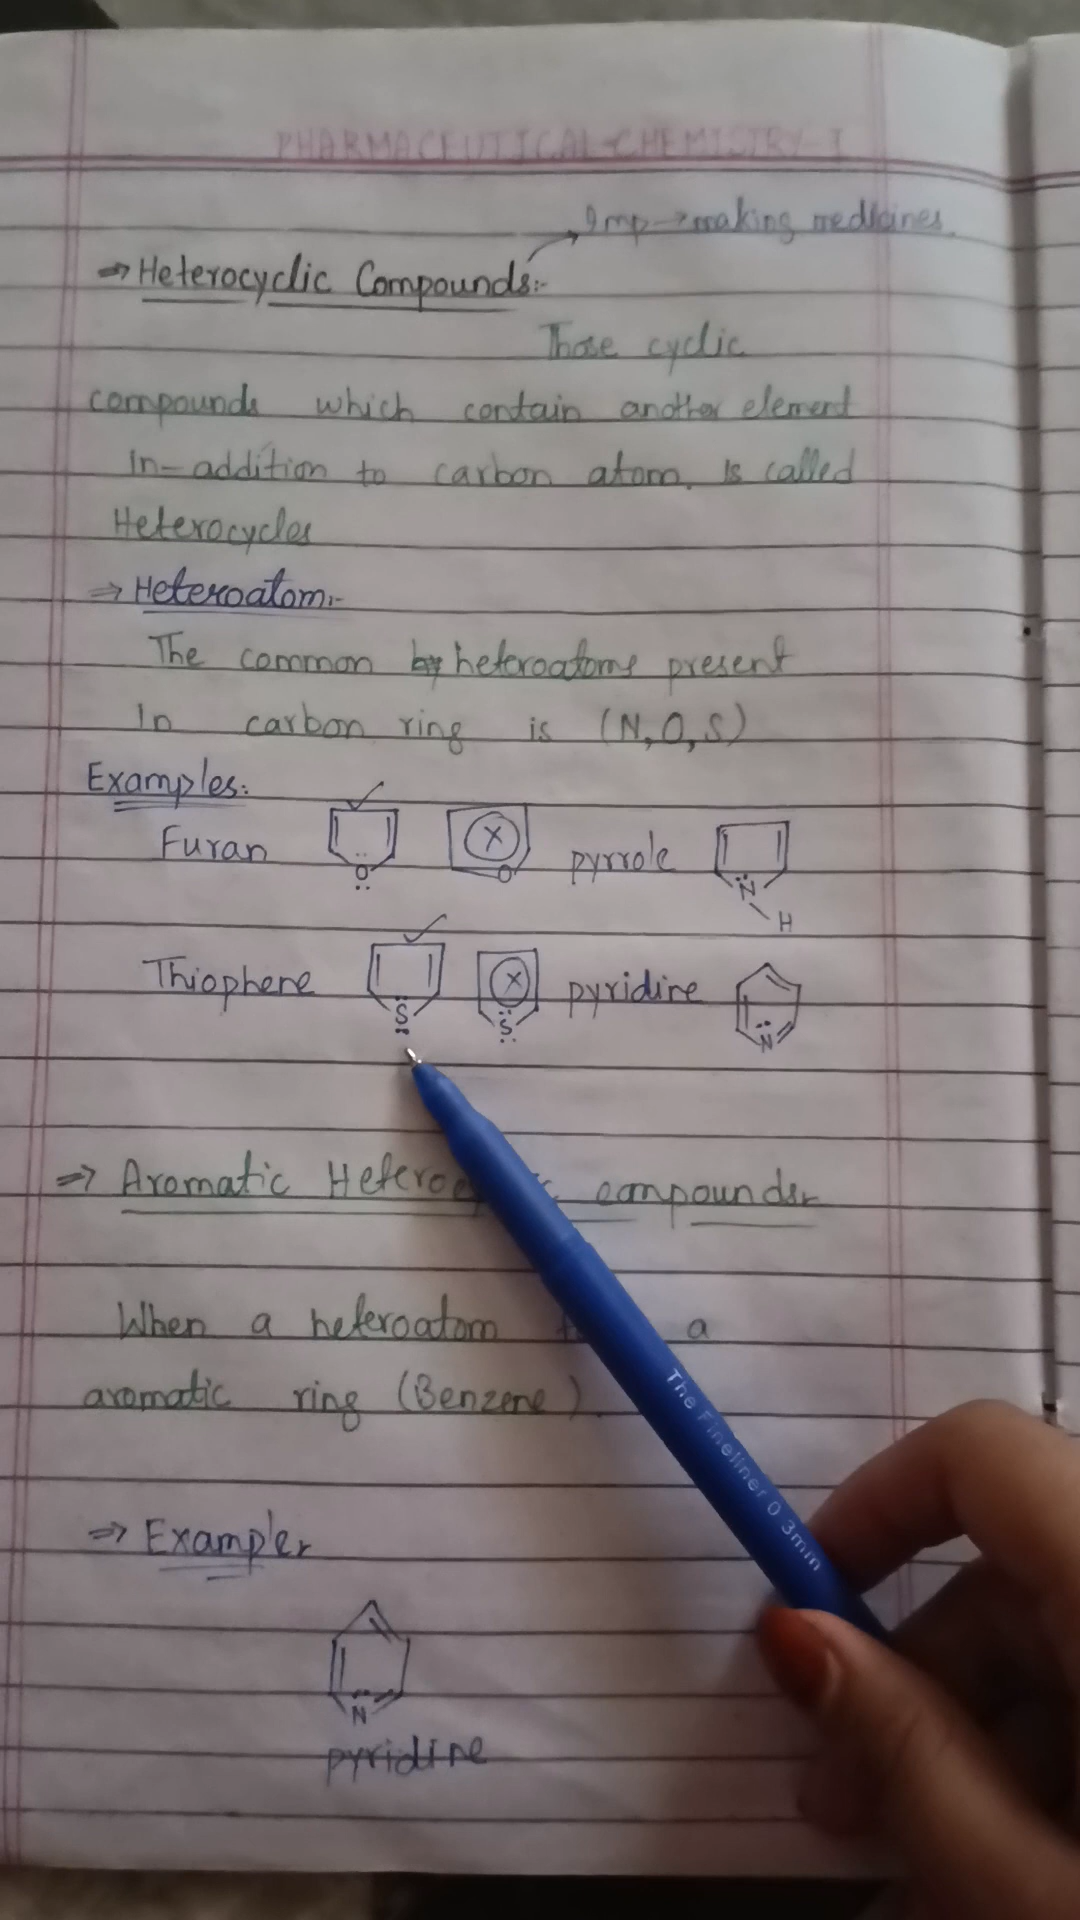 PHARMACEUTICAL CHEMISTRY-I
Imp → making medicines.
⇒ Heterocyclic Compounds:-
Those cyclic
compounds which contain another element
In-addition to carbon atom. Is called
Heterocycles
⇒ Heteroatom:-
The common heteroatoms present
In carbon ring is (N,O,S)
Examples:
Furan O X O pyrrole N H
Thiophene S X S pyridine N
⇒ Aromatic compounds:-
When a heteroatom a
aromatic ring (Benzene).
⇒ Example:-
N
pyridine
The Fineliner 0.3mm